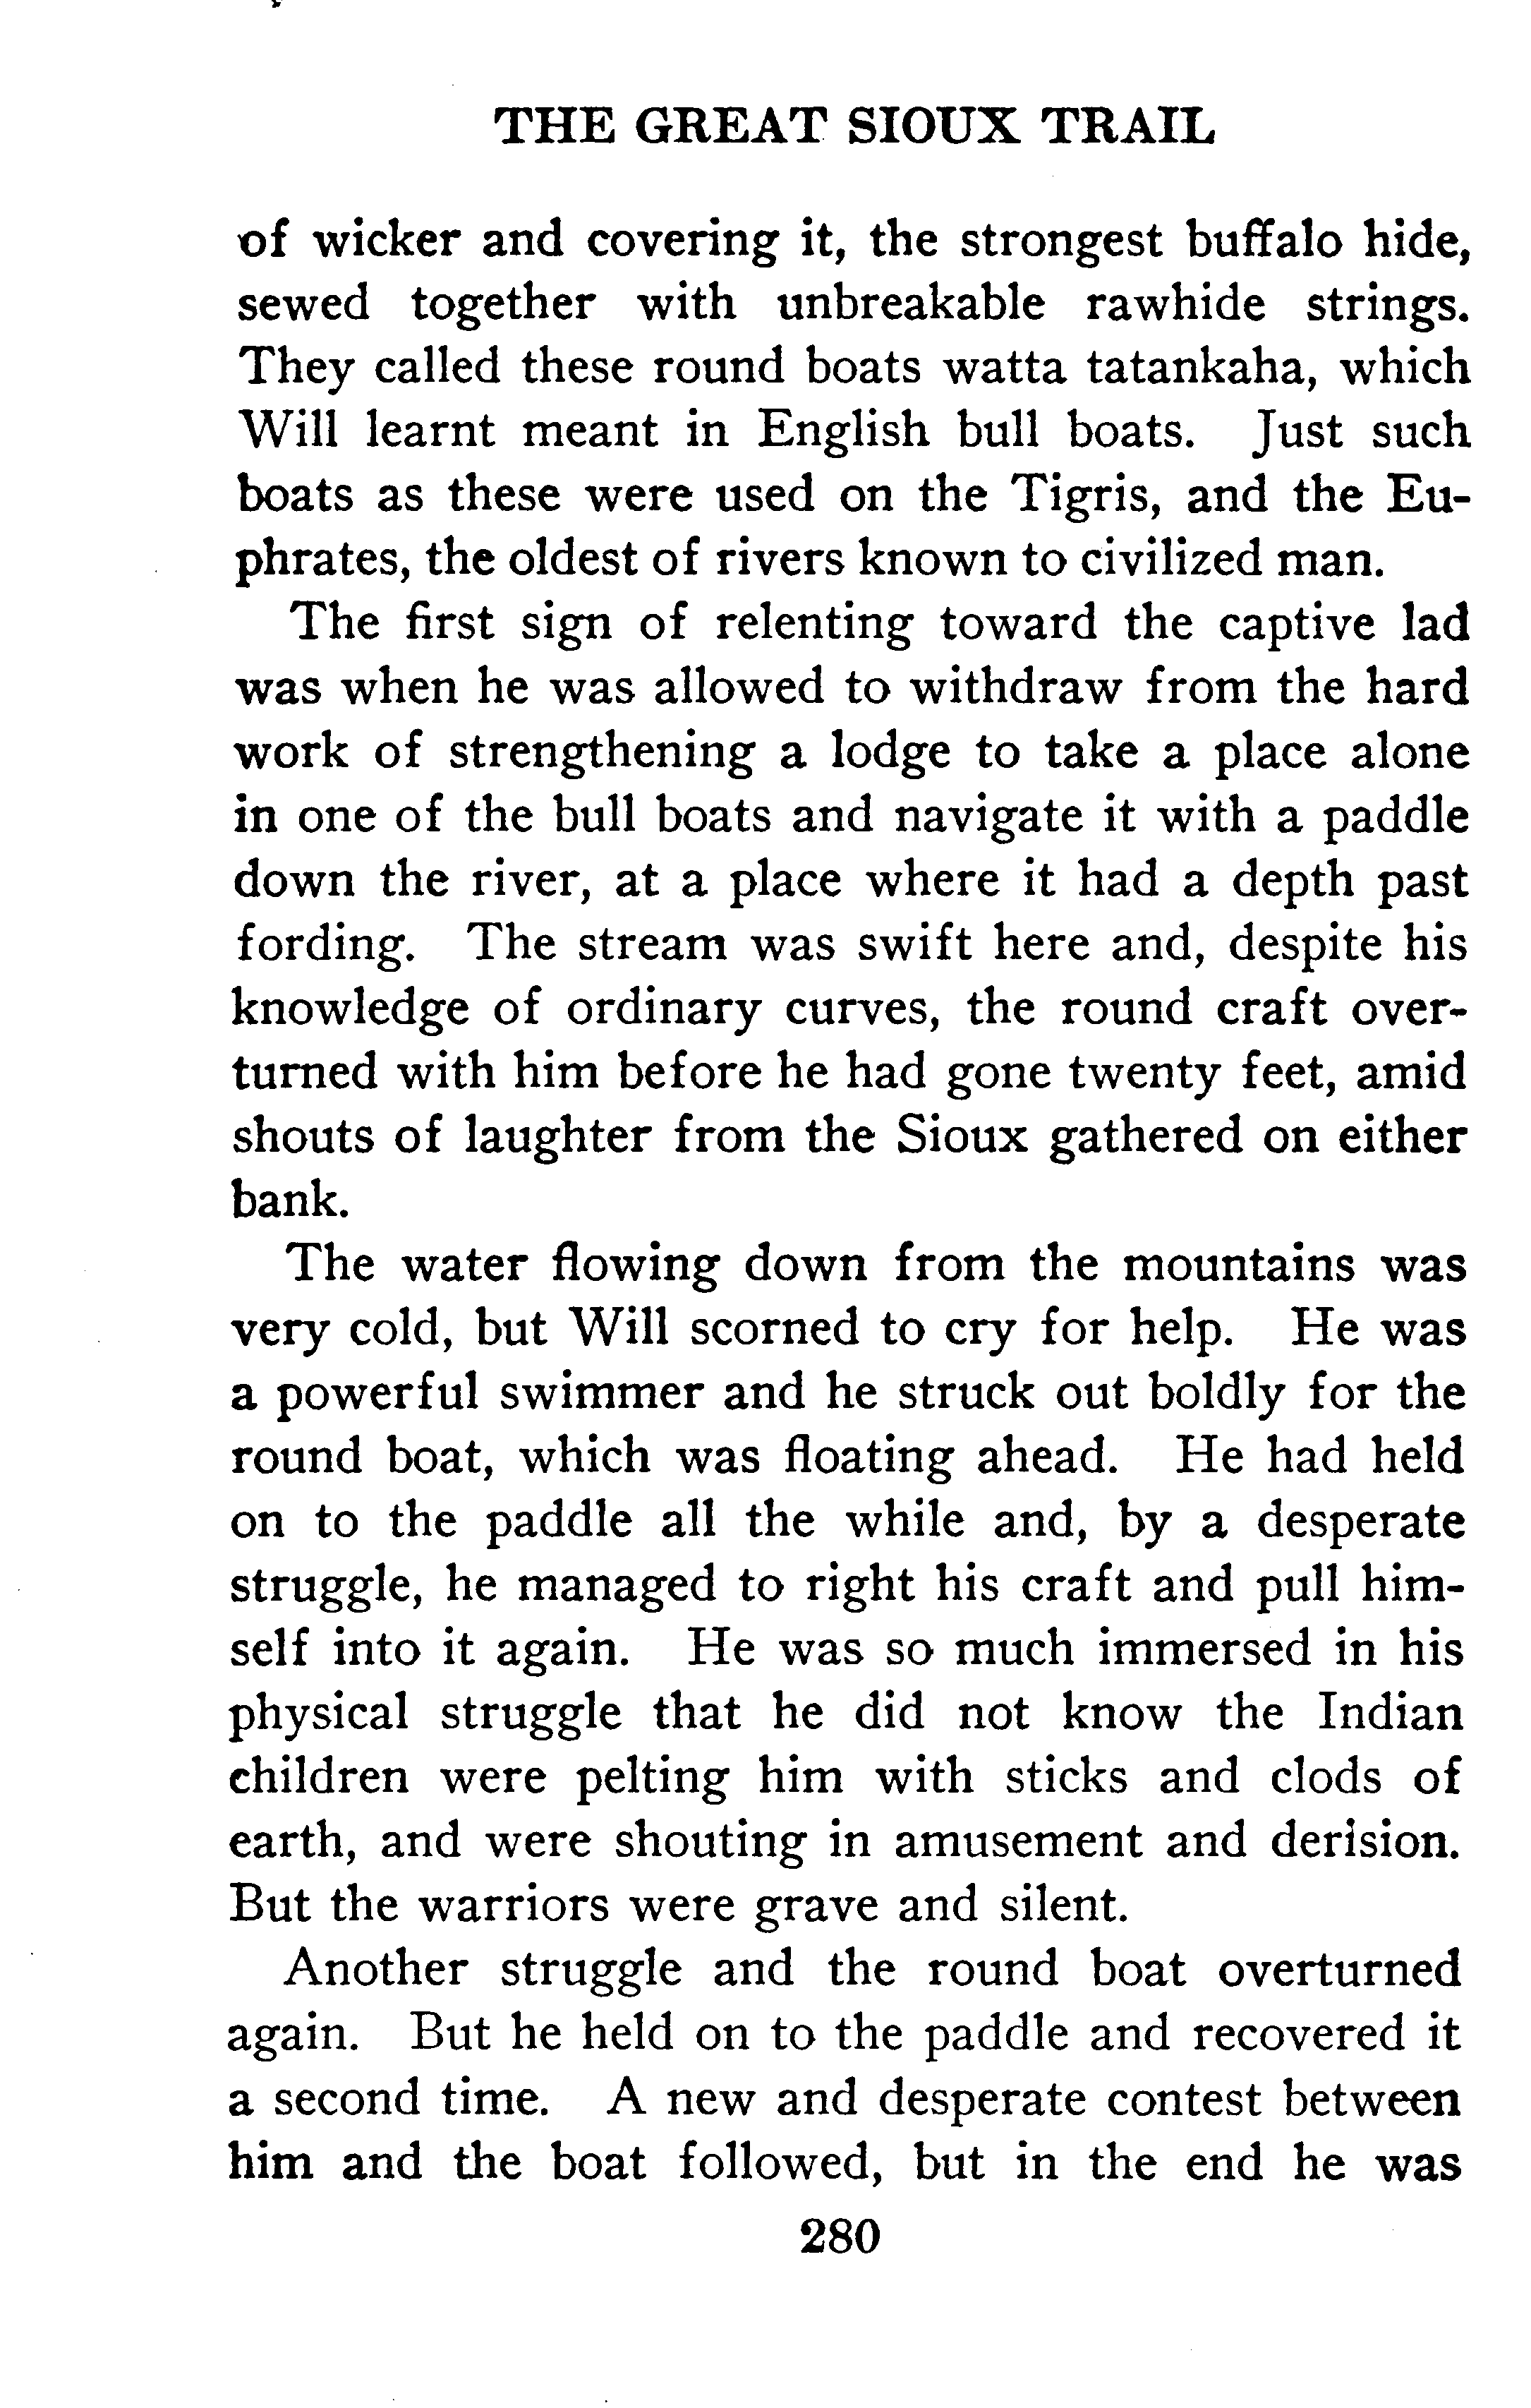 THE GREAT SIOUX TRAIL
of wicker and covering it, the strongest buffalo hide,
sewed together with unbreakable rawhide strings.
They called these round boats watta tatankaha, which
Will learnt meant in English bull boats. Just such
boats as these were used on the Tigris, and the Eu-
phrates, the oldest of rivers known to civilized man.
The first sign of relenting toward the captive lad
was when he was allowed to withdraw from the hard
work of strengthening a lodge to take a place alone
in one of the bull boats and navigate it with a paddle
down the river, at a place where it had a depth past
fording. The stream was swift here and, despite his
knowledge of ordinary curves, the round craft over-
turned with him before he had gone twenty feet, amid
shouts of laughter from the Sioux gathered on either
bank.
The water flowing down from the mountains was
very cold, but Will scorned to cry for help. He was
a powerful swimmer and he struck out boldly for the
round boat, which was floating ahead. He had held
on to the paddle all the while and, by a desperate
struggle, he managed to right his craft and pull him-
self into it again. He was so much immersed in his
physical struggle that he did not know the Indian
children were pelting him with sticks and clods of
earth, and were shouting in amusement and derision.
But the warriors were grave and silent.
Another struggle and the round boat overturned
again. But he held on to the paddle and recovered it
a second time. A new and desperate contest between
him and the boat followed, but in the end he was
280